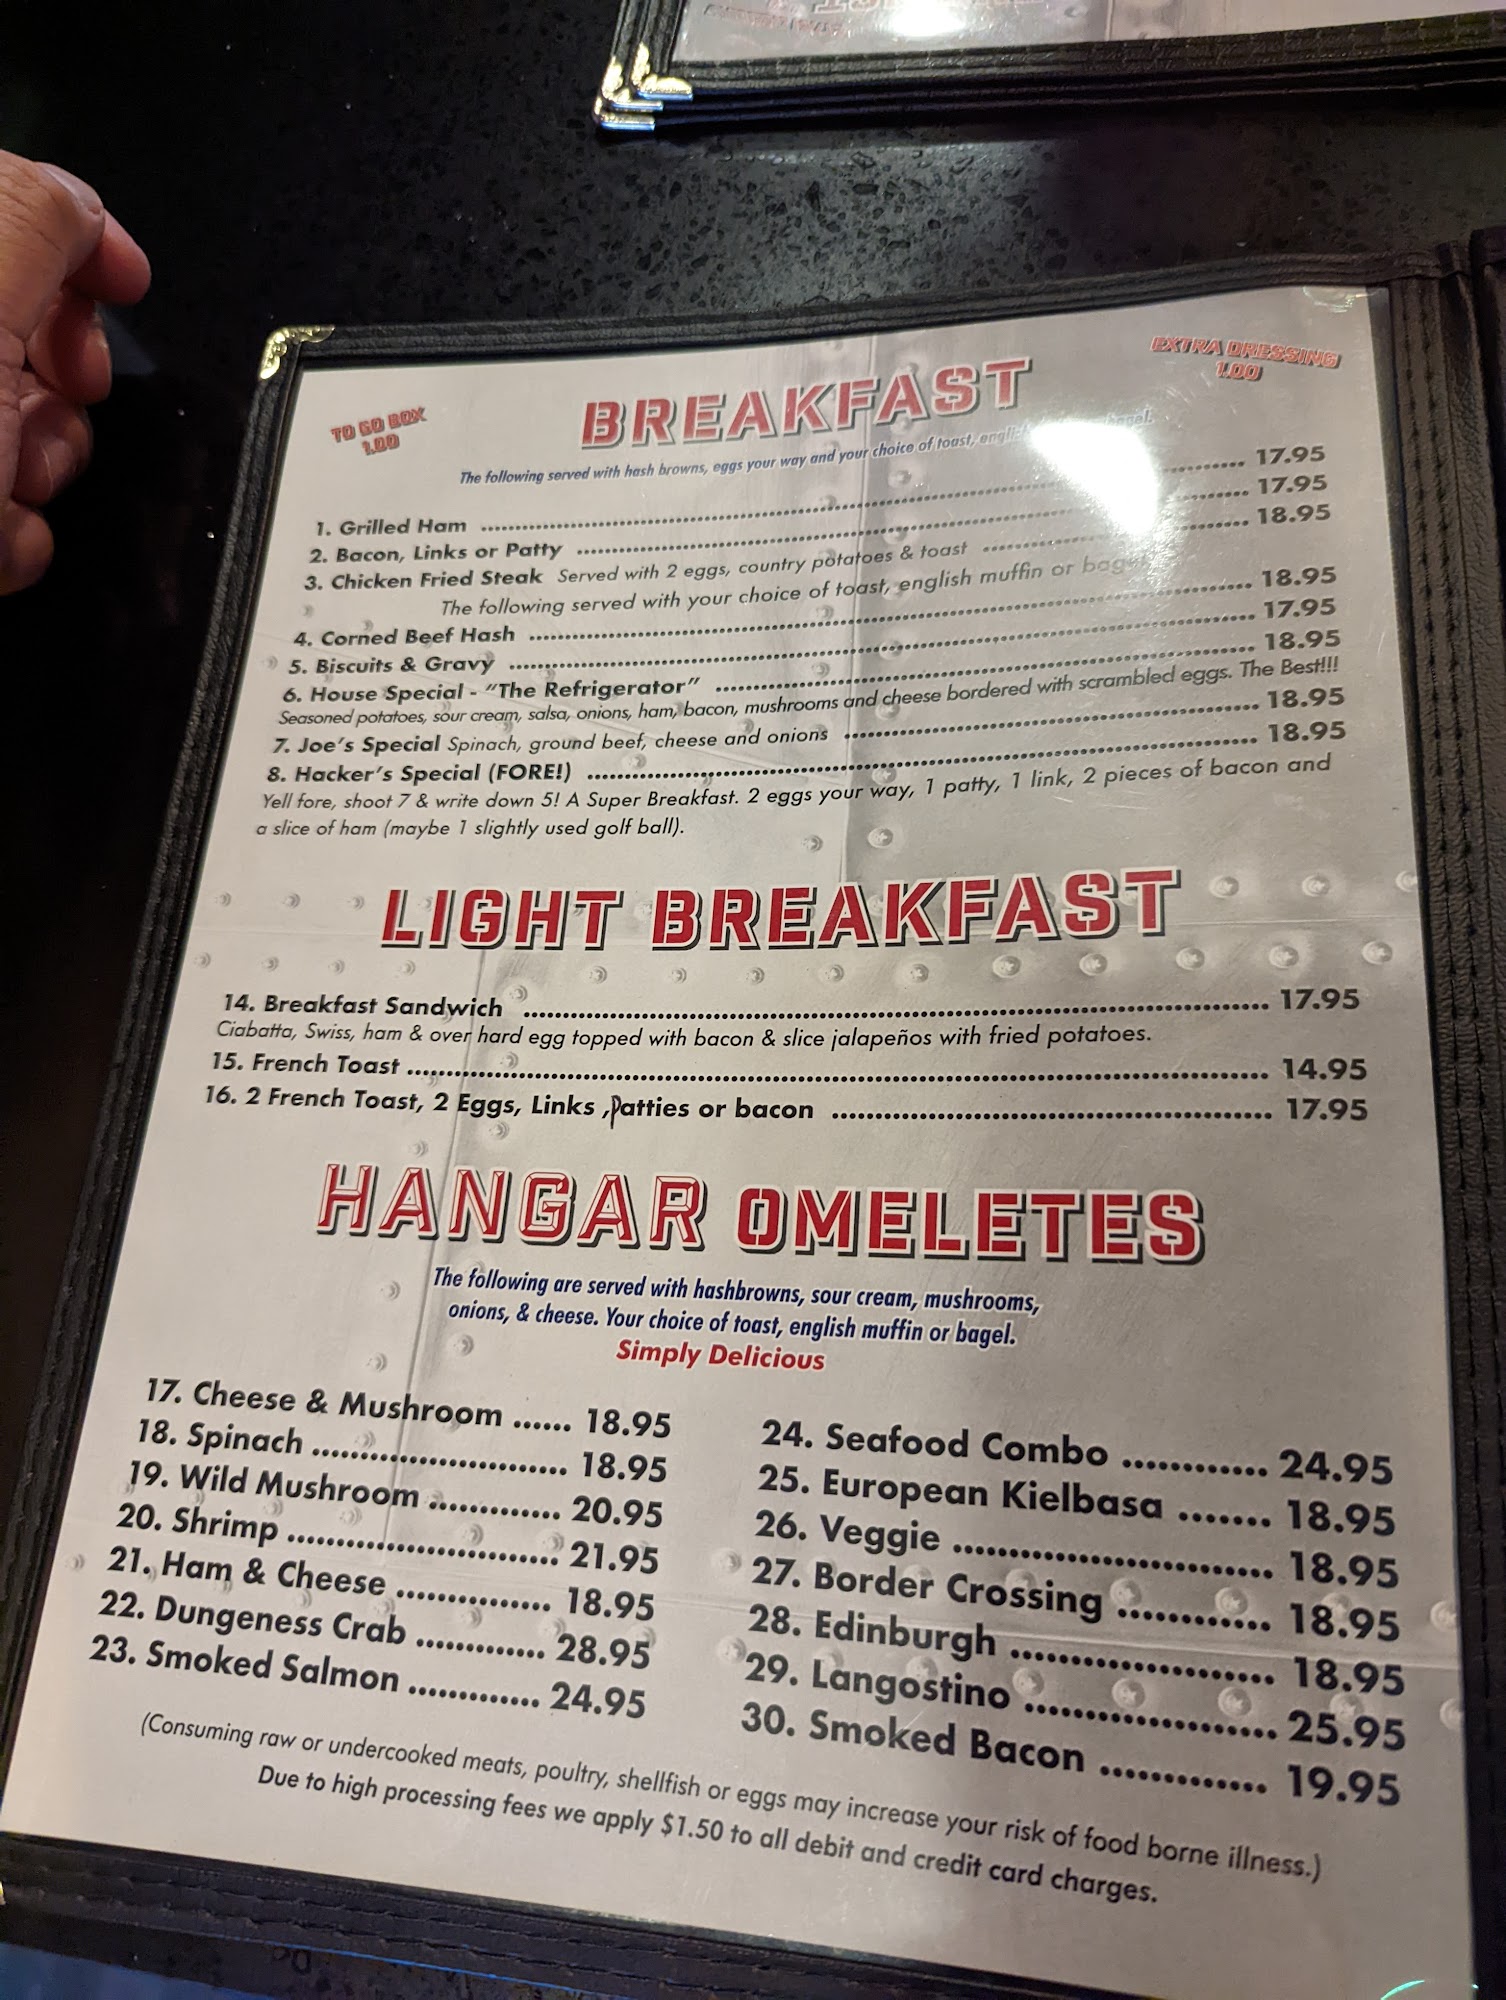 TO GO BOX
1.00
EXTRA DRESSING
1.00
BREAKFAST
The following served with hash browns, eggs your way and your choice of toast, bagel.
1. Grilled Ham 17.95
2. Bacon, Links or Patty 17.95
3. Chicken Fried Steak Served with 2 eggs, country potatoes & toast 18.95
The following served with your choice of toast, english muffin or bagel
4. Corned Beef Hash 18.95
5. Biscuits & Gravy 17.95
6. House Special - "The Refrigerator" 18.95
Seasoned potatoes, sour cream, salsa, onions, ham, bacon, mushrooms and cheese bordered with scrambled eggs. The Best!!!
7. Joe's Special Spinach, ground beef, cheese and onions 18.95
8. Hacker's Special (FORE!) 18.95
Yell fore, shoot 7 & write down 5! A Super Breakfast. 2 eggs your way, 1 patty, 1 link, 2 pieces of bacon and
a slice of ham (maybe 1 slightly used golf ball).
LIGHT BREAKFAST
14. Breakfast Sandwich 17.95
Ciabatta, Swiss, ham & over hard egg topped with bacon & slice jalapeños with fried potatoes.
15. French Toast 14.95
16. 2 French Toast, 2 Eggs, Links ,Patties or bacon 17.95
HANGAR OMELETES
The following are served with hashbrowns, sour cream, mushrooms,
onions, & cheese. Your choice of toast, english muffin or bagel.
Simply Delicious
17. Cheese & Mushroom ...... 18.95
18. Spinach 18.95
19. Wild Mushroom 20.95
20. Shrimp 21.95
21. Ham & Cheese 18.95
22. Dungeness Crab 28.95
23. Smoked Salmon 24.95
24. Seafood Combo 24.95
25. European Kielbasa ....... 18.95
26. Veggie 18.95
27. Border Crossing 18.95
28. Edinburgh 18.95
29. Langostino 25.95
30. Smoked Bacon 19.95
(Consuming raw or undercooked meats, poultry, shellfish or eggs may increase your risk of food borne illness.)
Due to high processing fees we apply $1.50 to all debit and credit card charges.